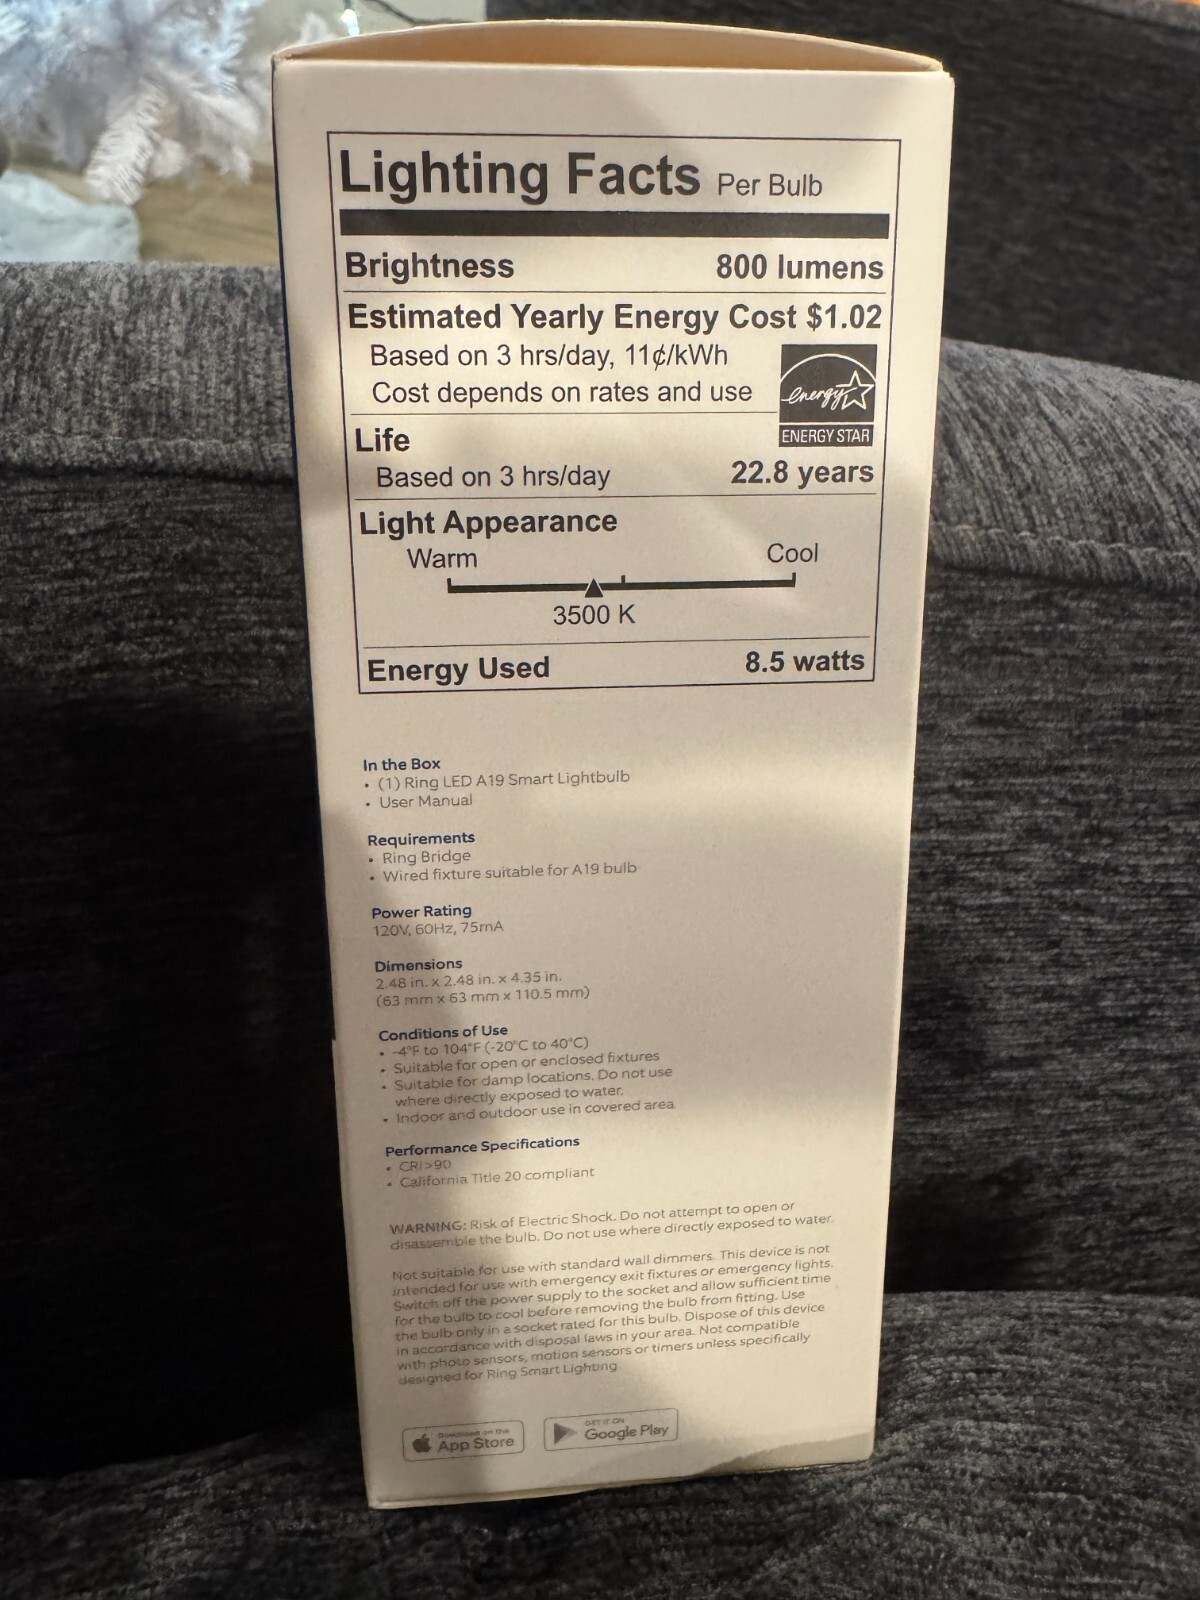 Lighting Facts Per Bulb
Brightness 800 lumens
Estimated Yearly Energy Cost $1.02
Based on 3 hrs/day, 11¢/kWh
Cost depends on rates and use
energy
ENERGY STAR
Life
Based on 3 hrs/day 22.8 years
Light Appearance
Warm Cool
3500 K
Energy Used 8.5 watts
In the Box
• (1) Ring LED A19 Smart Lightbulb
• User Manual
Requirements
• Ring Bridge
• Wired fixture suitable for A19 bulb
Power Rating
120V, 60Hz, 75mA
Dimensions
2.48 in. x 2.48 in. x 4.35 in.
(63 mm x 63 mm x 110.5 mm)
Conditions of Use
• -4°F to 104°F (-20°C to 40°C)
• Suitable for open or enclosed fixtures
• Suitable for damp locations. Do not use
where directly exposed to water.
• Indoor and outdoor use in covered area
Performance Specifications
• CRI>90
• California Title 20 compliant
WARNING: Risk of Electric Shock. Do not attempt to open or
disassemble the bulb. Do not use where directly exposed to water.
Not suitable for use with standard wall dimmers. This device is not
intended for use with emergency exit fixtures or emergency lights.
Switch off the power supply to the socket and allow sufficient time
for the bulb to cool before removing the bulb from fitting. Use
the bulb only in a socket rated for this bulb. Dispose of this device
in accordance with disposal laws in your area. Not compatible
with photo sensors, motion sensors or timers unless specifically
designed for Ring Smart Lighting
Download on the
App Store
GET IT ON
Google Play